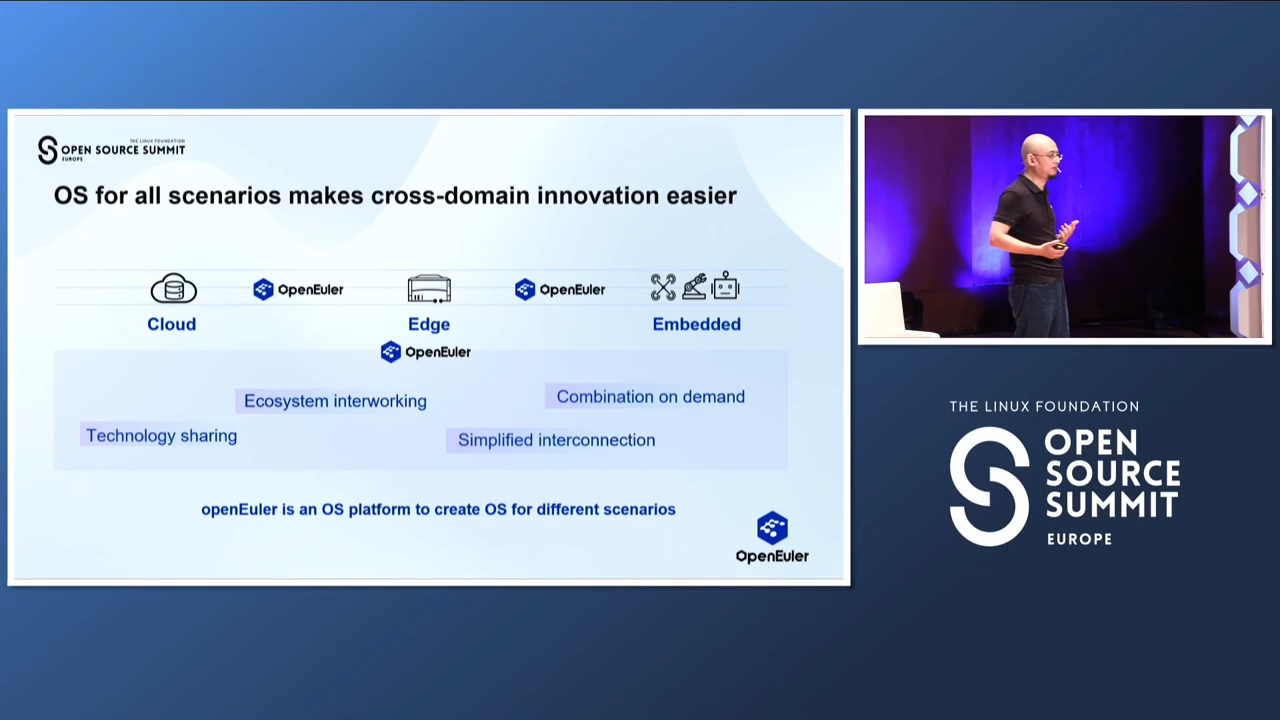 THE LINUX FOUNDATION
OPEN SOURCE SUMMIT
EUROPE
OS for all scenarios makes cross-domain innovation easier
OpenEuler
OpenEuler
Cloud
Edge
Embedded
OpenEuler
Ecosystem interworking
Combination on demand
Technology sharing
Simplified interconnection
openEuler is an OS platform to create OS for different scenarios
OpenEuler
THE LINUX FOUNDATION
OPEN
SOURCE
SUMMIT
EUROPE